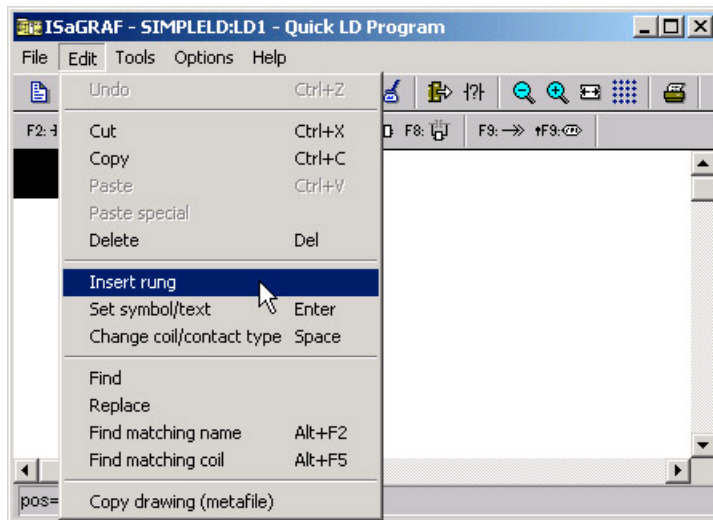 ISaGRAF - SIMPLELD:LD1 - Quick LD Program
File Edit Tools Options Help
Undo Ctrl+Z
F2: Cut Ctrl+X F8: F9: ↑F9:
Copy Ctrl+C
Paste Ctrl+V
Paste special
Delete Del
Insert rung
Set symbol/text Enter
Change coil/contact type Space
Find
Replace
Find matching name Alt+F2
Find matching coil Alt+F5
pos= Copy drawing (metafile)